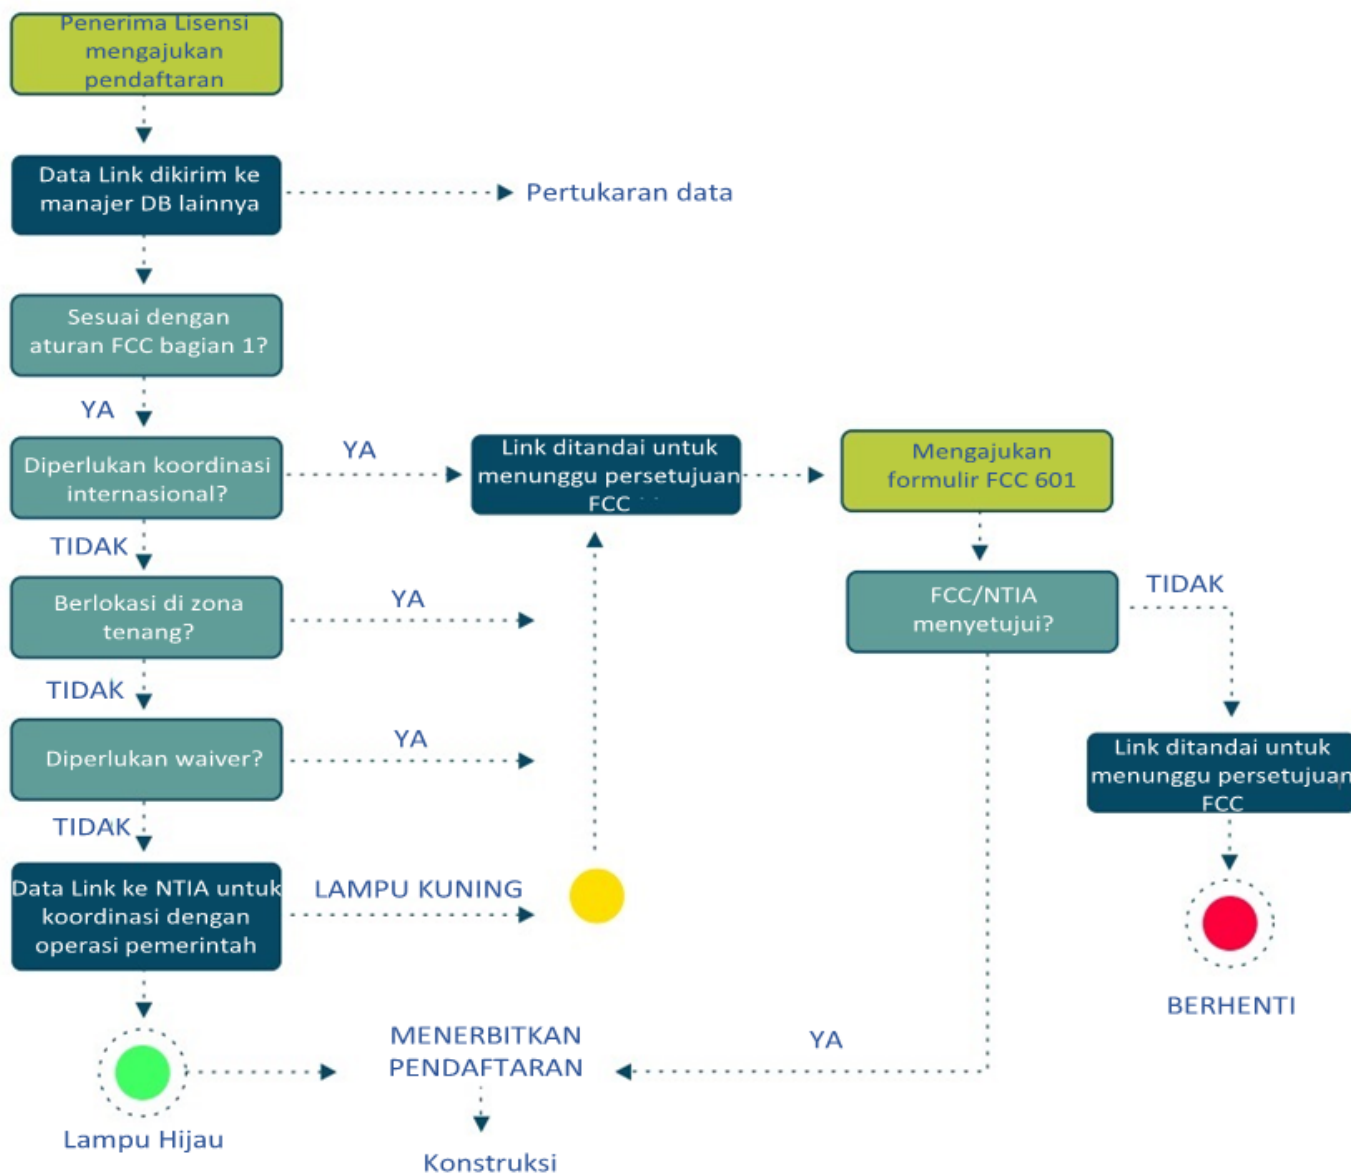 Penerima Lisensi
mengajukan
pendaftaran
Data Link dikirim ke
manajer DB lainnya
Pertukaran data
Sesuai dengan
aturan FCC bagian 1?
YA
Diperlukan koordinasi
internasional?
YA
Link ditandai untuk
menunggu persetujuan
FCC
Mengajukan
formulir FCC 601
TIDAK
Berlokasi di zona
tenang?
YA
FCC/NTIA
menyetujui?
TIDAK
TIDAK
Diperlukan waiver?
YA
Link ditandai untuk
menunggu persetujuan
FCC
TIDAK
Data Link ke NTIA untuk
koordinasi dengan
operasi pemerintah
LAMPU KUNING
BERHENTI
Lampu Hijau
MENERBITKAN
PENDAFTARAN
YA
Konstruksi